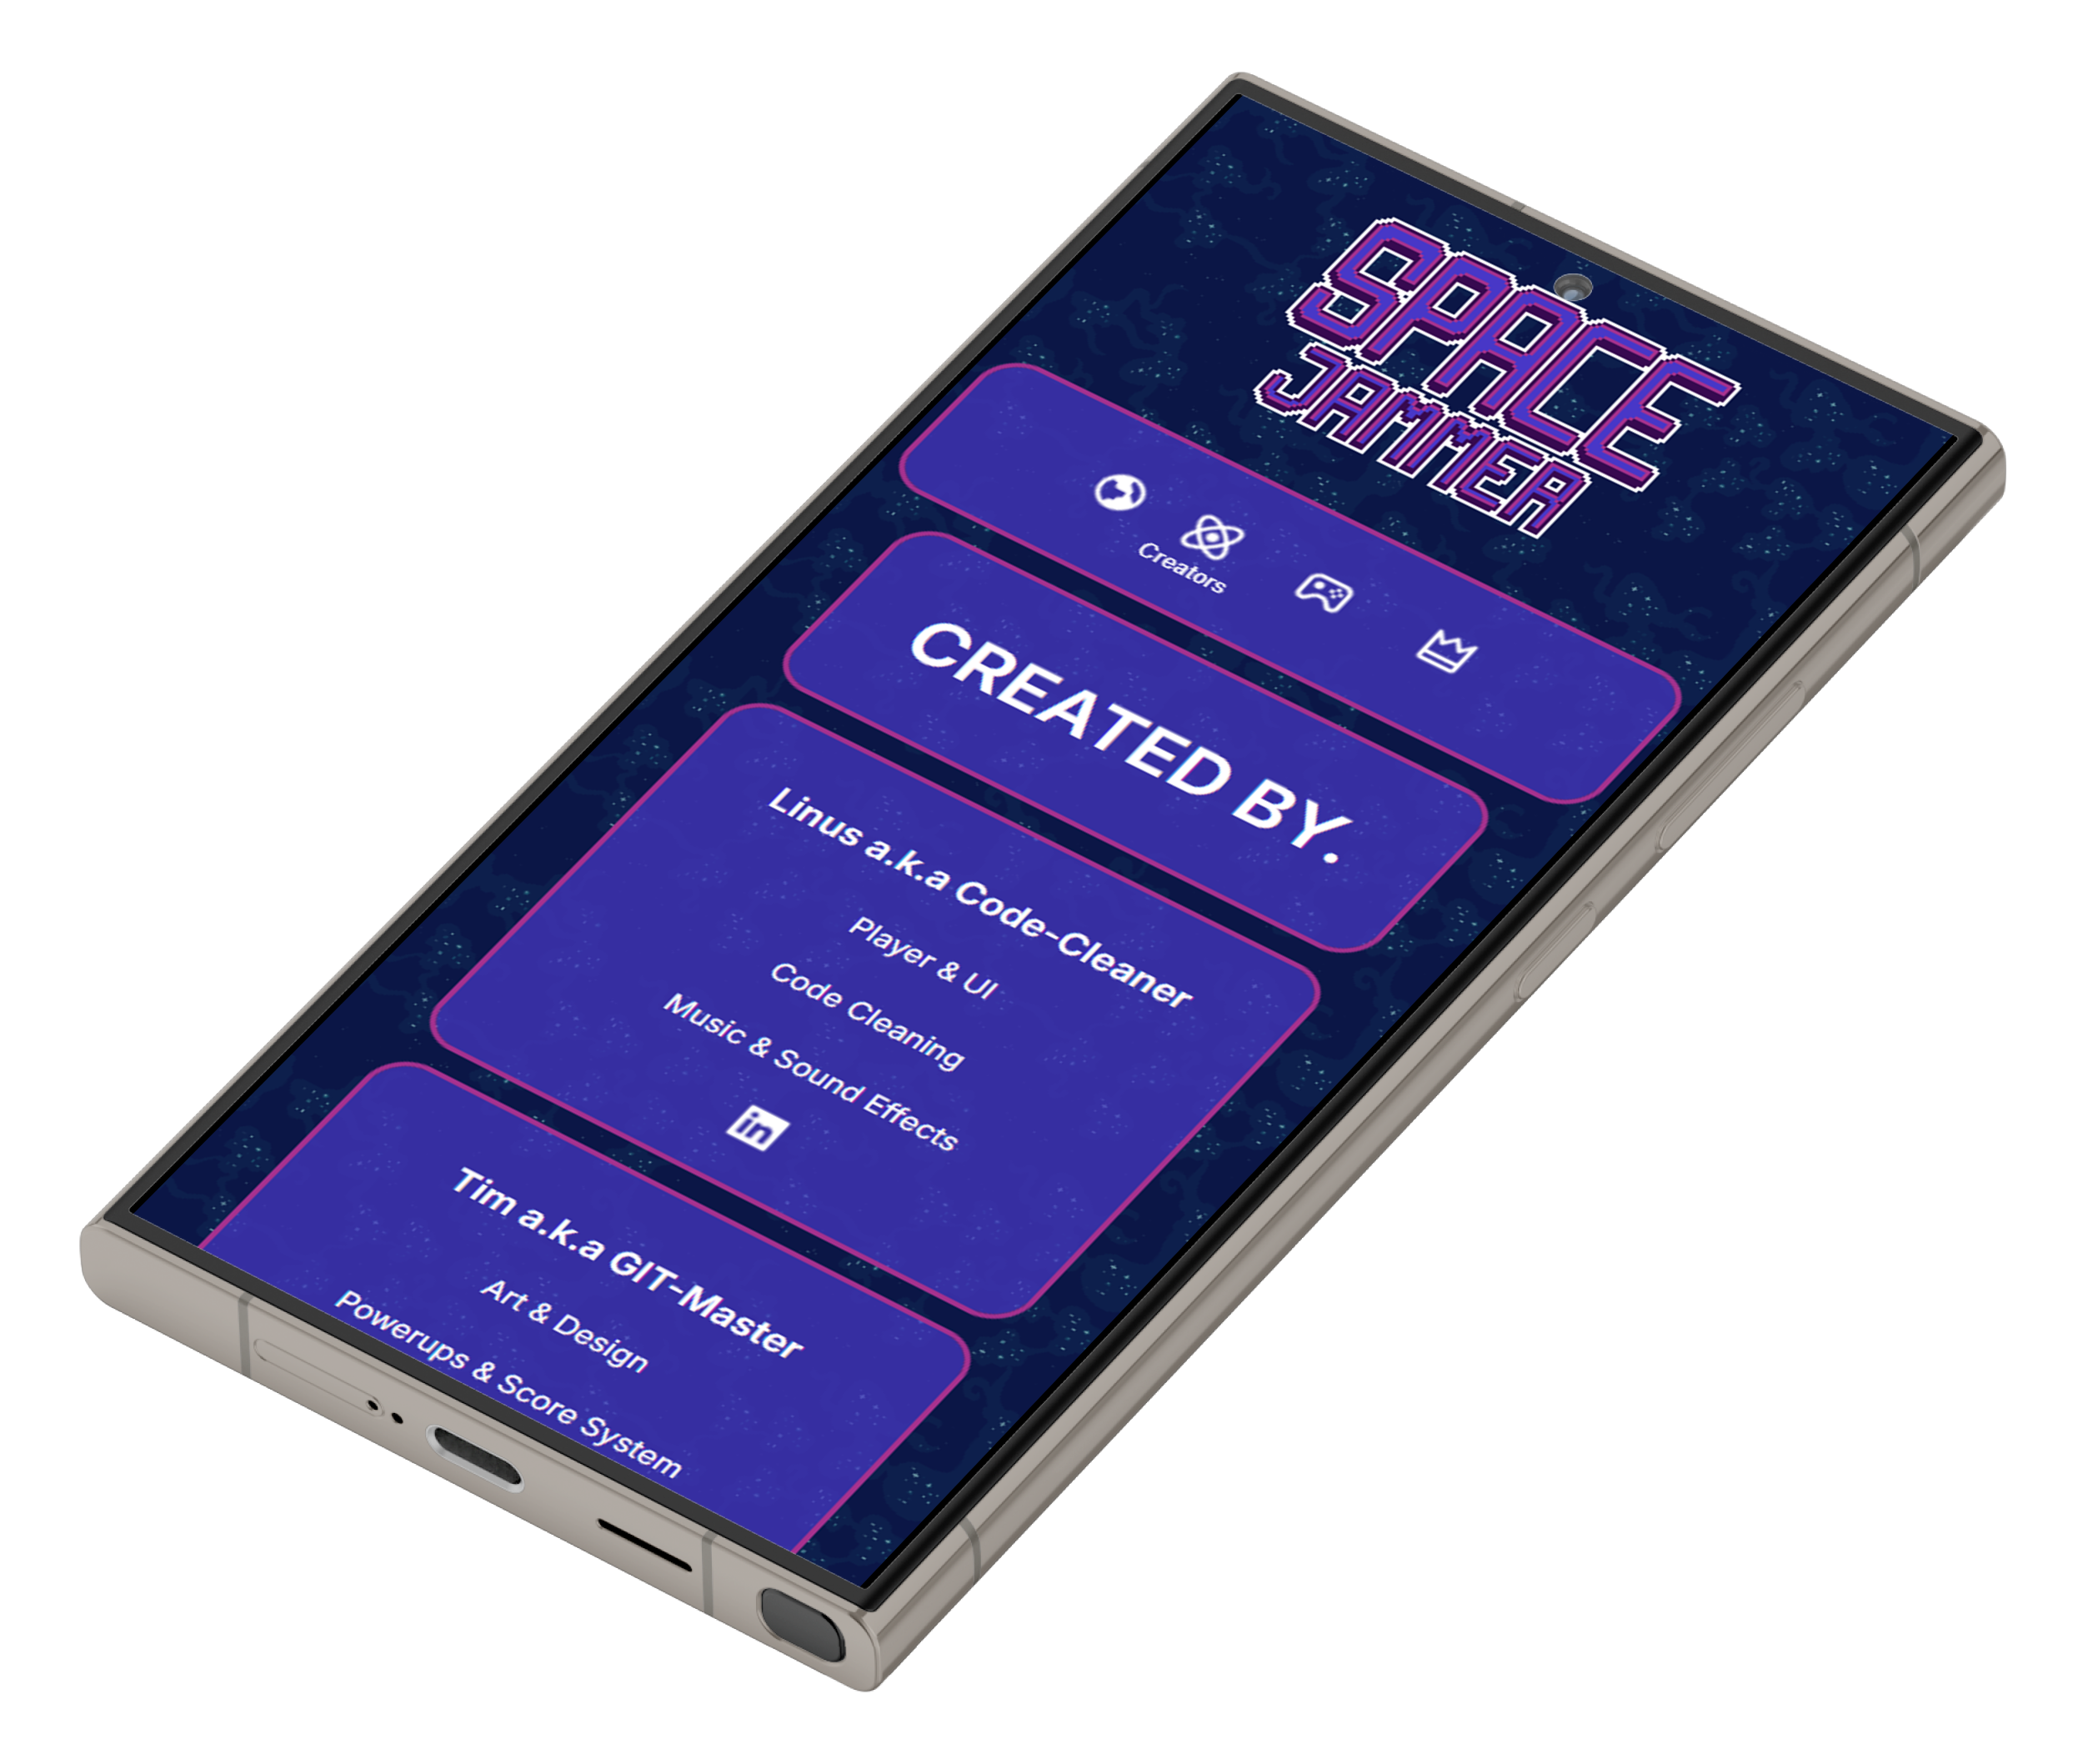 SPACE
JAMMER
Creators
CREATED BY.
Linus a.k.a Code-Cleaner
Player & UI
Code Cleaning
Music & Sound Effects
in
Tim a.k.a GIT-Master
Art & Design
Powerups & Score System